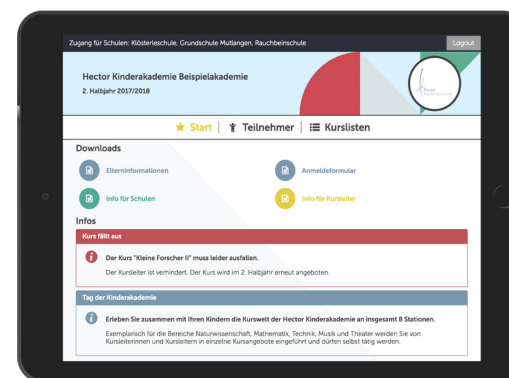 Zugang für Schulen: Klösterleschule, Grundschule Mutlangen, Rauchbeinschule
Logout
Hector Kinderakademie Beispielakademie
2. Halbjahr 2017/2018
Hector
Start | Teilnehmer | Kurslisten
Downloads
Elterninformationen
Anmeldeformular
Info für Schulen
Info für Kursleiter
Infos
Kurs fällt aus
Der Kurs "Kleine Forscher II" muss leider ausfallen.
Der Kursleiter ist verhindert. Der Kurs wird im 2. Halbjahr erneut angeboten.
Tag der Kinderakademie
Erleben Sie zusammen mit Ihren Kindern die Kurswelt der Hector Kinderakademie an insgesamt 8 Stationen.
Exemplarisch für die Bereiche Naturwissenschaft, Mathematik, Technik, Musik und Theater werden Sie von
Kursleiterinnen und Kursleitern in einzelne Kursangebote eingeführt und dürfen selbst tätig werden.